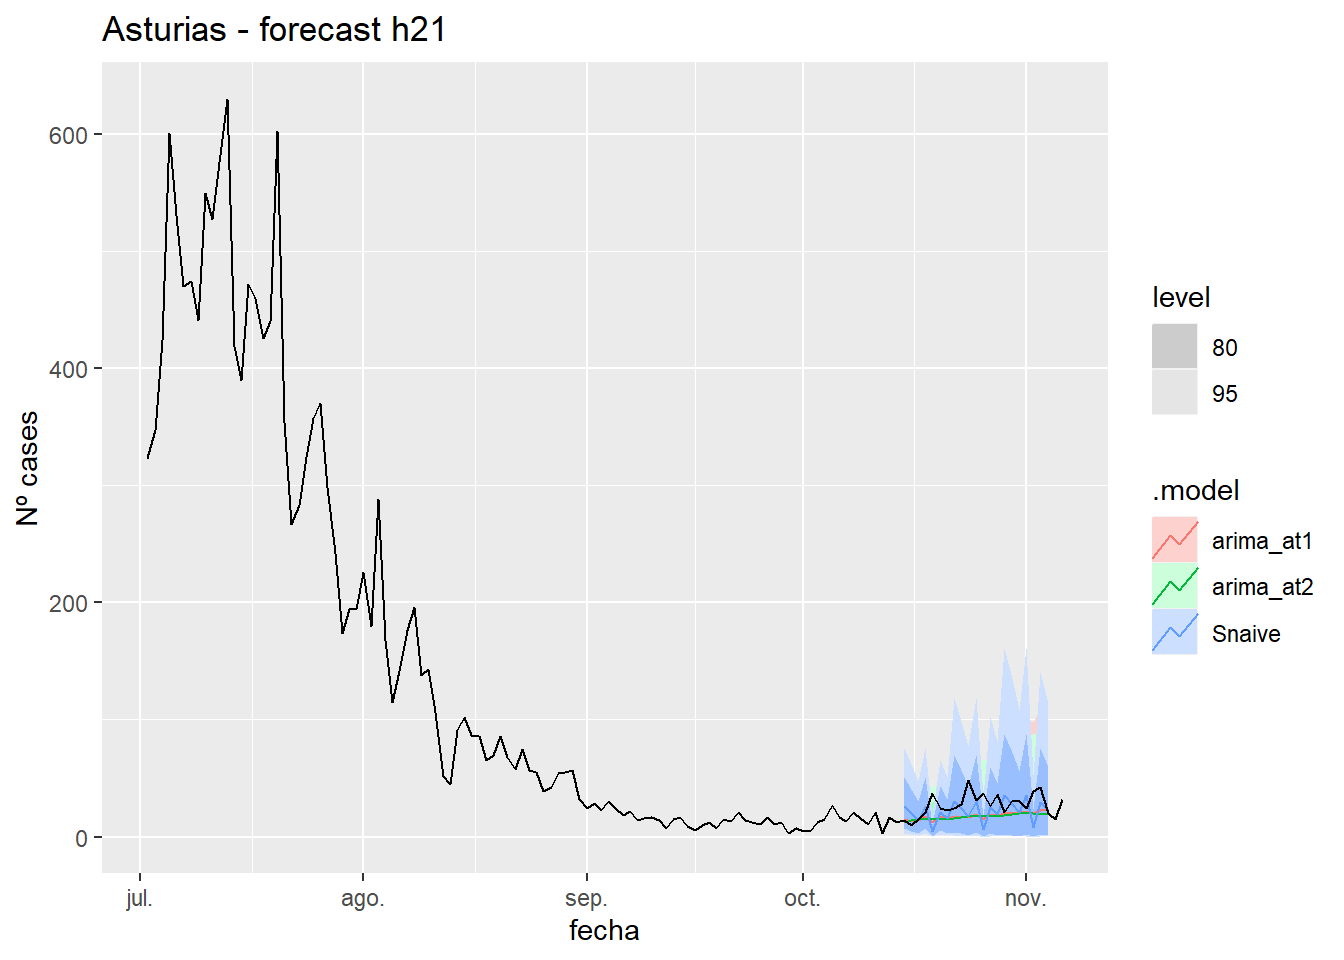 Asturias - forecast h21
Nº cases
600
400
200
0
jul.
ago.
sep.
oct.
nov.
fecha
level
80
95
.model
arima_at1
arima_at2
Snaive